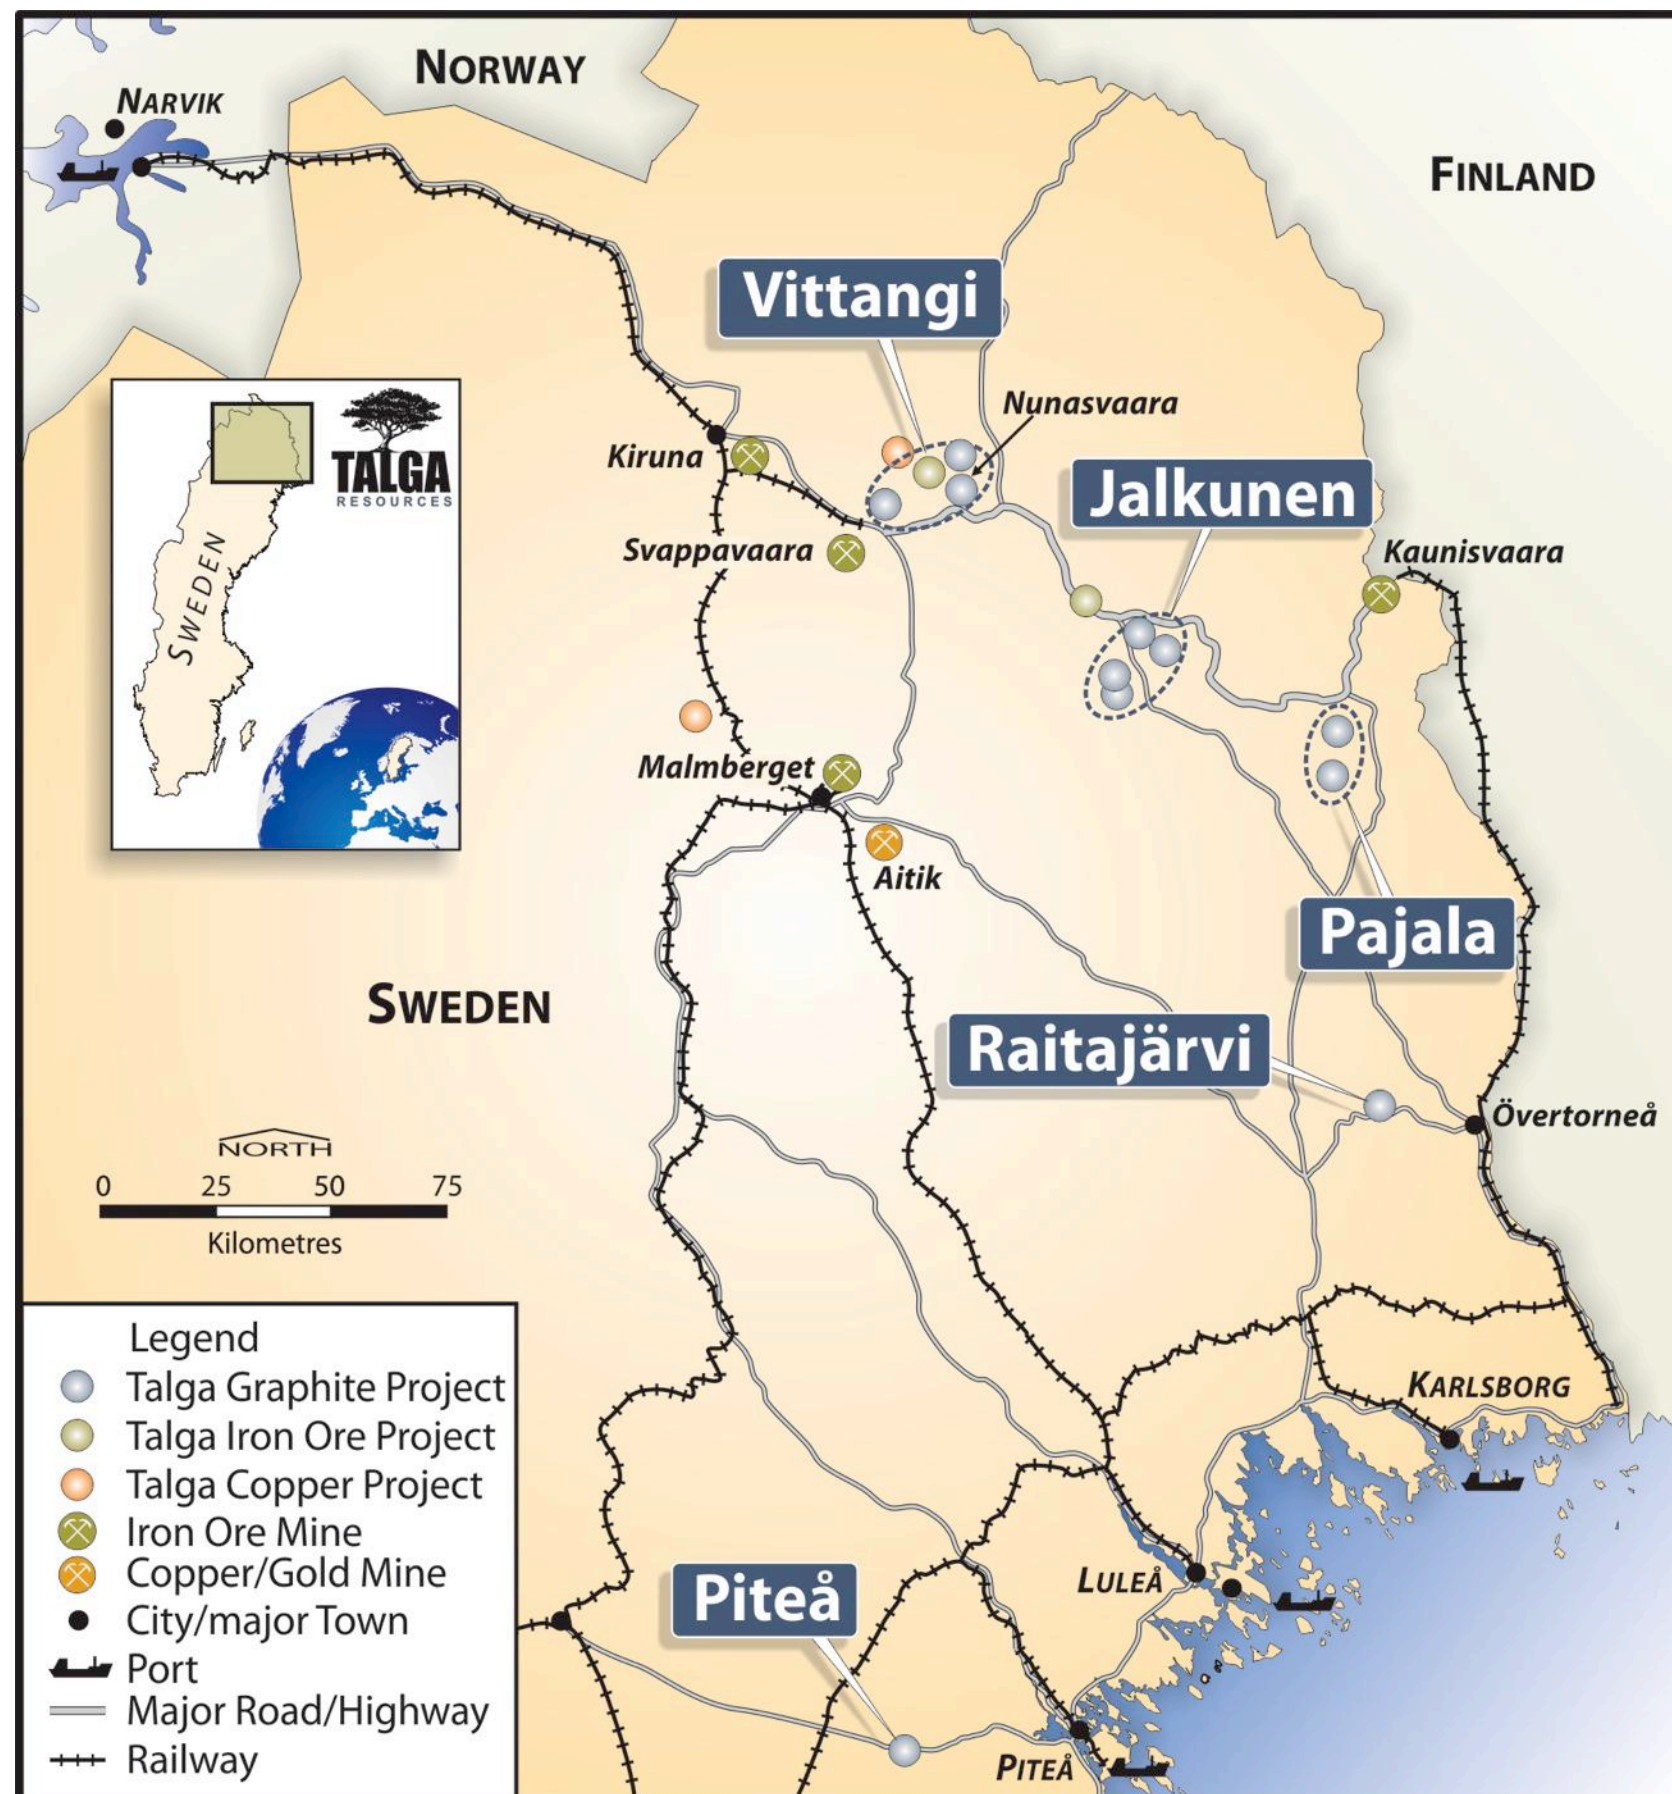 NORWAY
NARVIK
FINLAND
Vittangi
Nunasvaara
Kiruna
Jalkunen
TALGA
RESOURCES
Svappavaara
Kaunisvaara
SWEDEN
Malmberget
Aitik
Pajala
SWEDEN
Raitajärvi
Övertorneå
NORTH
0 25 50 75
Kilometres
Legend
Talga Graphite Project
Talga Iron Ore Project
Talga Copper Project
Iron Ore Mine
Copper/Gold Mine
City/major Town
Port
Major Road/Highway
Railway
KARLSBORG
LULEÅ
Piteå
PITEÅ